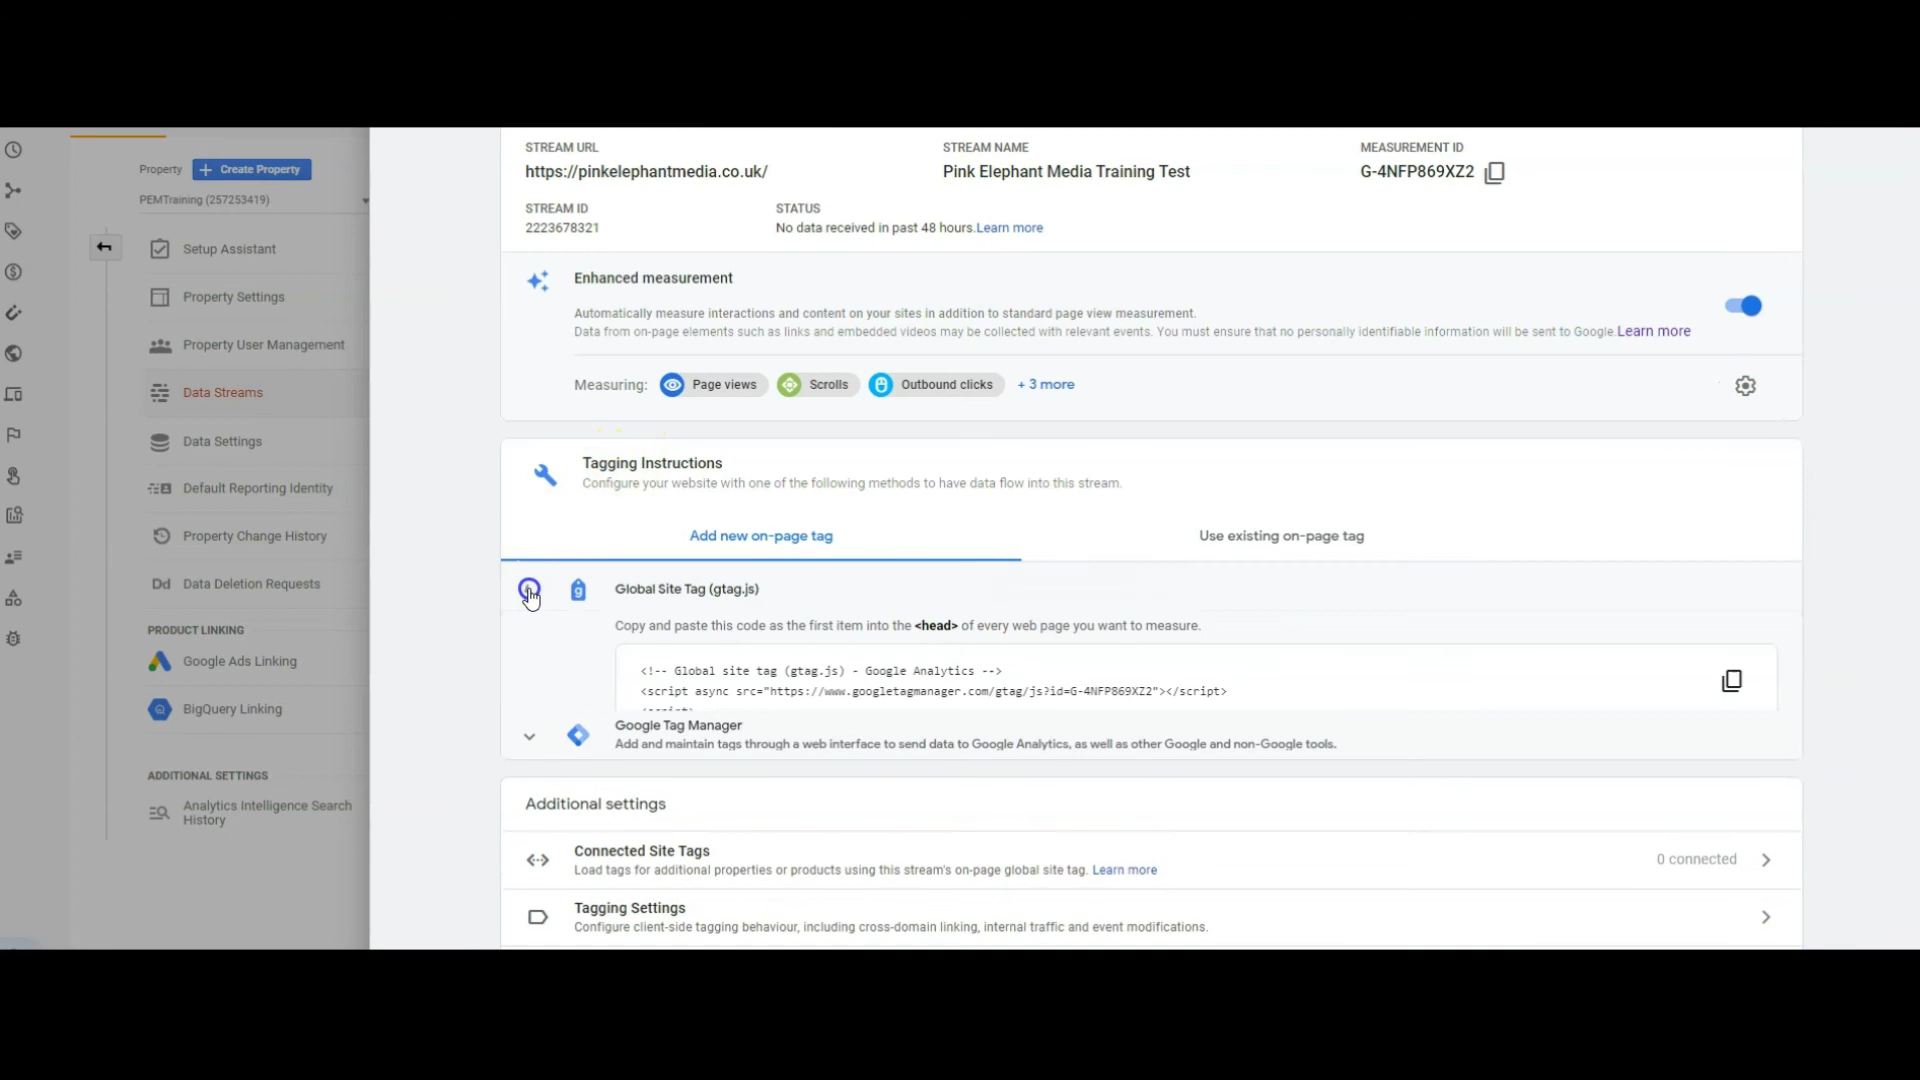 Property
Create Property
PEMTraining (257253419)
Setup Assistant
Property Settings
Property User Management
Data Streams
Data Settings
Default Reporting Identity
Property Change History
Dd Data Deletion Requests
PRODUCT LINKING
Google Ads Linking
BigQuery Linking
ADDITIONAL SETTINGS
Analytics Intelligence Search
History
STREAM URL
https://pinkelephantmedia.co.uk/
STREAM NAME
Pink Elephant Media Training Test
MEASUREMENT ID
G-4NFP869XZ2
STREAM ID
2223678321
STATUS
No data received in past 48 hours.Learn more
Enhanced measurement
Automatically measure interactions and content on your sites in addition to standard page view measurement.
Data from on-page elements such as links and embedded videos may be collected with relevant events. You must ensure that no personally identifiable information will be sent to Google.Learn more
Measuring: Page views Scrolls Outbound clicks + 3 more
Tagging Instructions
Configure your website with one of the following methods to have data flow into this stream.
Add new on-page tag
Use existing on-page tag
g Global Site Tag (gtag.js)
Copy and paste this code as the first item into the <head> of every web page you want to measure.
<!-- Global site tag (gtag.js) - Google Analytics -->
<script async src="https://www.googletagmanager.com/gtag/js?id=G-4NFP869XZ2"></script>
Google Tag Manager
Add and maintain tags through a web interface to send data to Google Analytics, as well as other Google and non-Google tools.
Additional settings
Connected Site Tags
Load tags for additional properties or products using this stream's on-page global site tag. Learn more
0 connected
Tagging Settings
Configure client-side tagging behaviour, including cross-domain linking, internal traffic and event modifications.